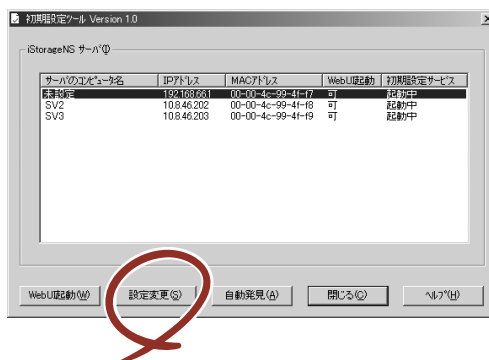 初期設定ツール Version 1.0
iStorageNS サーバ(I)
サーバのコンピュータ名 IPアドレス MACアドレス WebUI起動 初期設定サービス
未設定 192.168.661 00-00-4c-99-4f-f7 可 起動中
SV2 10.8.46.202 00-00-4c-99-4f-f8 可 起動中
SV3 10.8.46.203 00-00-4c-99-4f-f9 可 起動中
WebUI起動(W) 設定変更(S) 自動発見(A) 閉じる(C) ヘルプ(H)